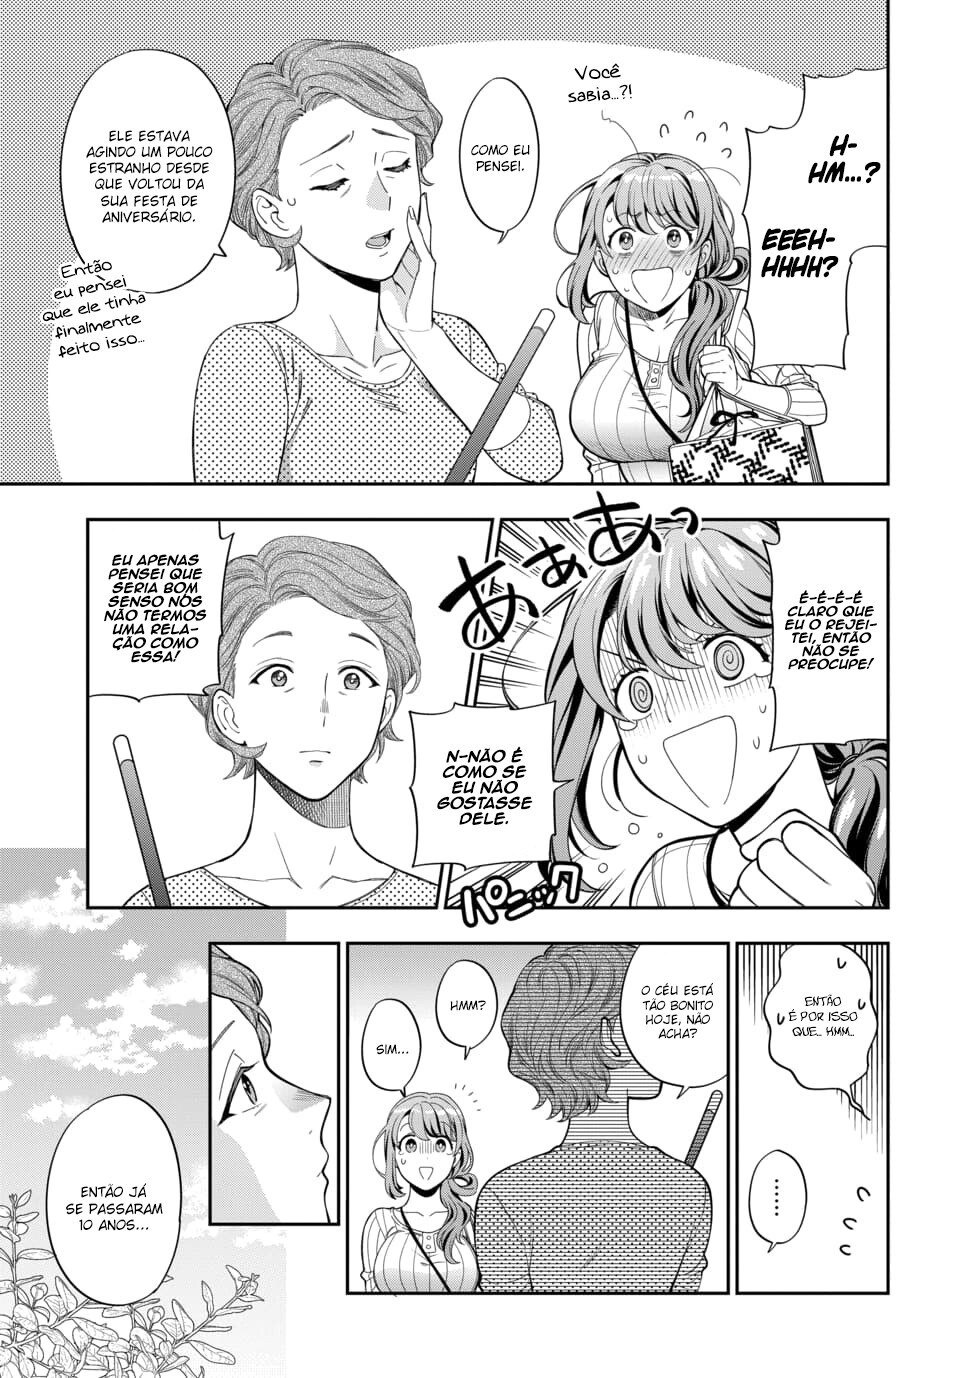 H-
HM...?
EEEH-
HHHH?
Você
sabia...?!
COMO EU
PENSEI.
ELE ESTAVA
AGINDO UM POUCO
ESTRANHO DESDE
QUE VOLTOU DA
SUA FESTA DE
ANIVERSÁRIO.
Então
eu pensei
que ele tinha
finalmente
feito isso...
É-É-É-É
CLARO QUE
EU O REJEI-
TEI, ENTÃO
NÃO SE
PREOCUPE!
あぁぁあっ
N-NÃO É
COMO SE
EU NÃO
GOSTASSE
DELE.
パニック
EU APENAS
PENSEI QUE
SERIA BOM
SENSO NÓS
NÃO TERMOS
UMA RELA-
ÇÃO COMO
ESSA!
ENTÃO
É POR ISSO
QUE.. HMM..
......
O CÉU ESTÁ
TÃO BONITO
HOJE, NÃO
ACHA?
HMM?
SIM...
ENTÃO JÁ
SE PASSARAM
10 ANOS...